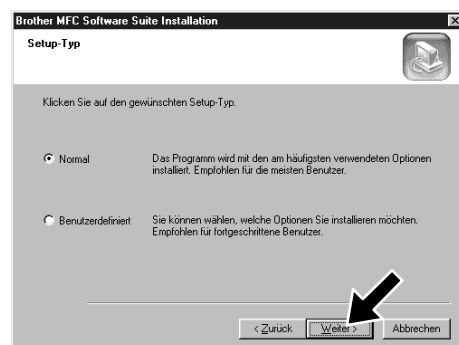 Brother MFC Software Suite Installation
Setup-Typ
Klicken Sie auf den gewünschten Setup-Typ.
Normal
Das Programm wird mit den am häufigsten verwendeten Optionen
installiert. Empfohlen für die meisten Benutzer.
Benutzerdefiniert
Sie können wählen, welche Optionen Sie installieren möchten.
Empfohlen für fortgeschrittene Benutzer.
< Zurück Weiter > Abbrechen